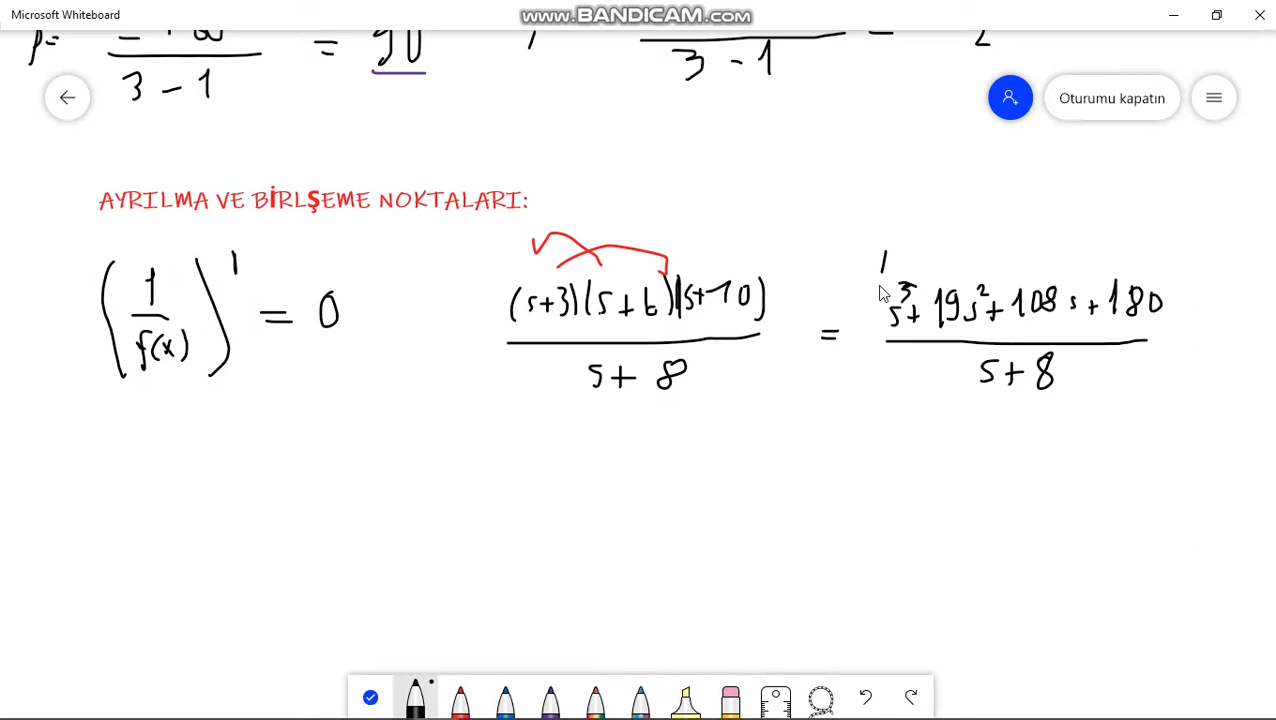 Microsoft Whiteboard
www.BANDICAM.com
3 - 1 = 90
3 - 1 =
Oturumu kapatın
AYRILMA VE BİRLŞEME NOKTALARI:
(1/f(x))' = 0
(s+3)(s+6)(s+10) / s+8 = s³+19s²+108s+180 / s+8